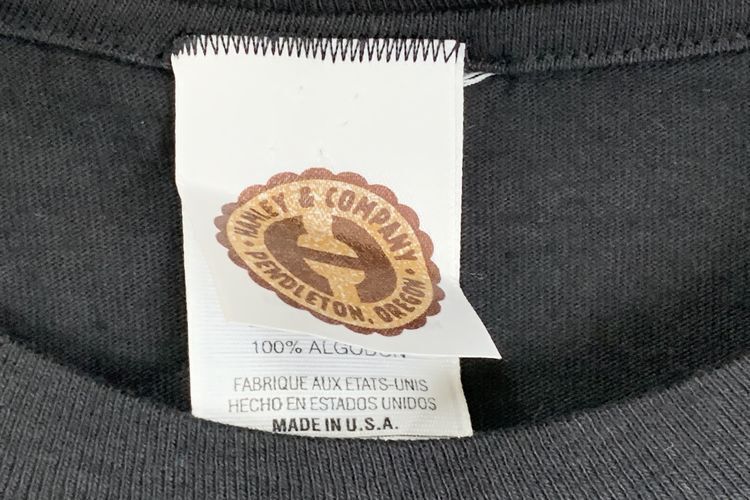 HAMLEY & COMPANY
PENDLETON, OREGON
100% ALGODON
FABRIQUE AUX ETATS-UNIS
HECHO EN ESTADOS UNIDOS
MADE IN U.S.A.